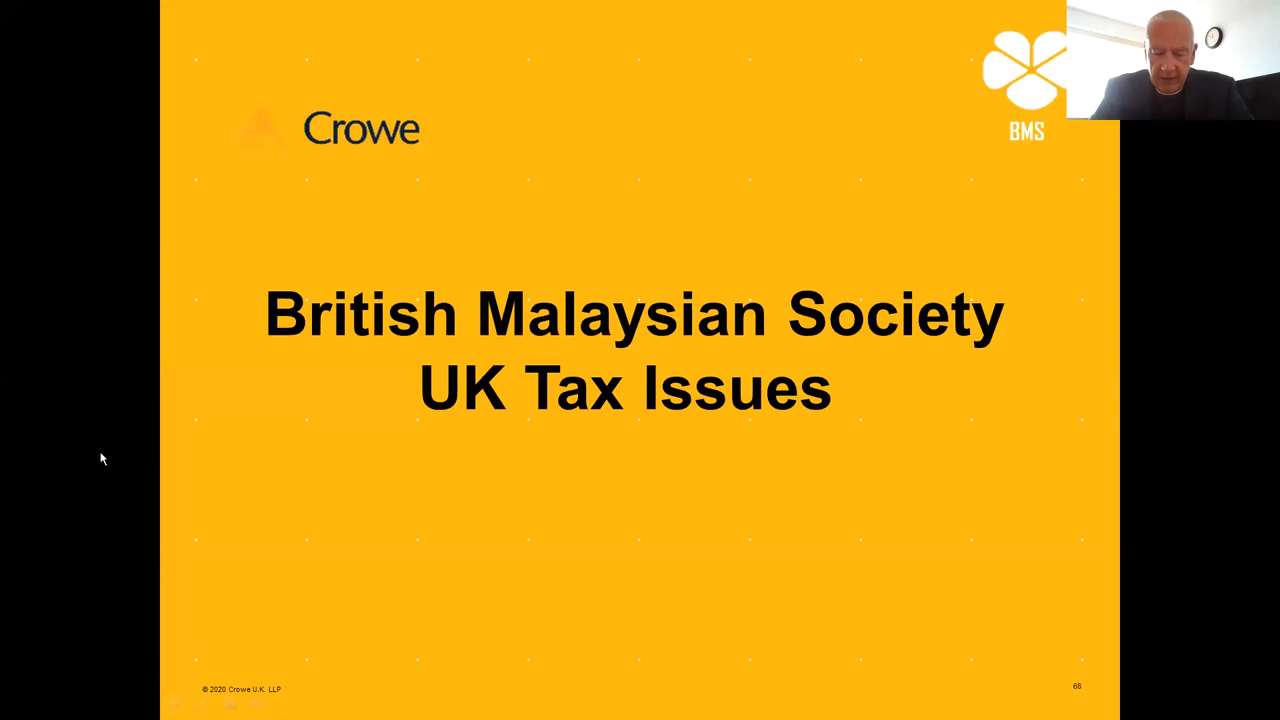 Crowe
BMS
British Malaysian Society
UK Tax Issues
© 2020 Crowe U.K. LLP
68